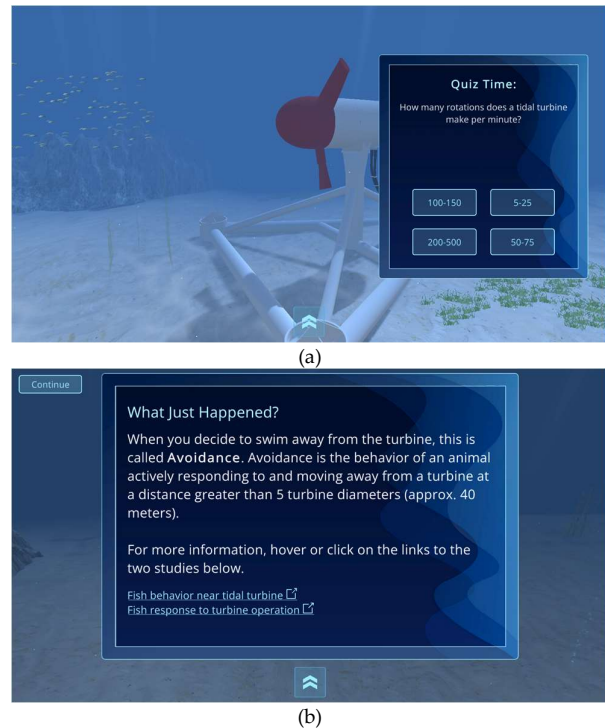 Quiz Time:
How many rotations does a tidal turbine
make per minute?
100-150
5-25
200-500
50-75
(a)
Continue
What Just Happened?
When you decide to swim away from the turbine, this is
called Avoidance. Avoidance is the behavior of an animal
actively responding to and moving away from a turbine at
a distance greater than 5 turbine diameters (approx. 40
meters).
For more information, hover or click on the links to the
two studies below.
Fish behavior near tidal turbine
Fish response to turbine operation
(b)